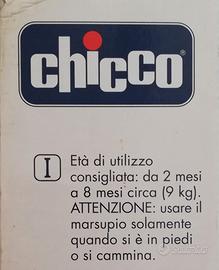 chicco®
I
Età di utilizzo
consigliata: da 2 mesi
a 8 mesi circa (9 kg).
ATTENZIONE: usare il
marsupio solamente
quando si è in piedi
o si cammina.